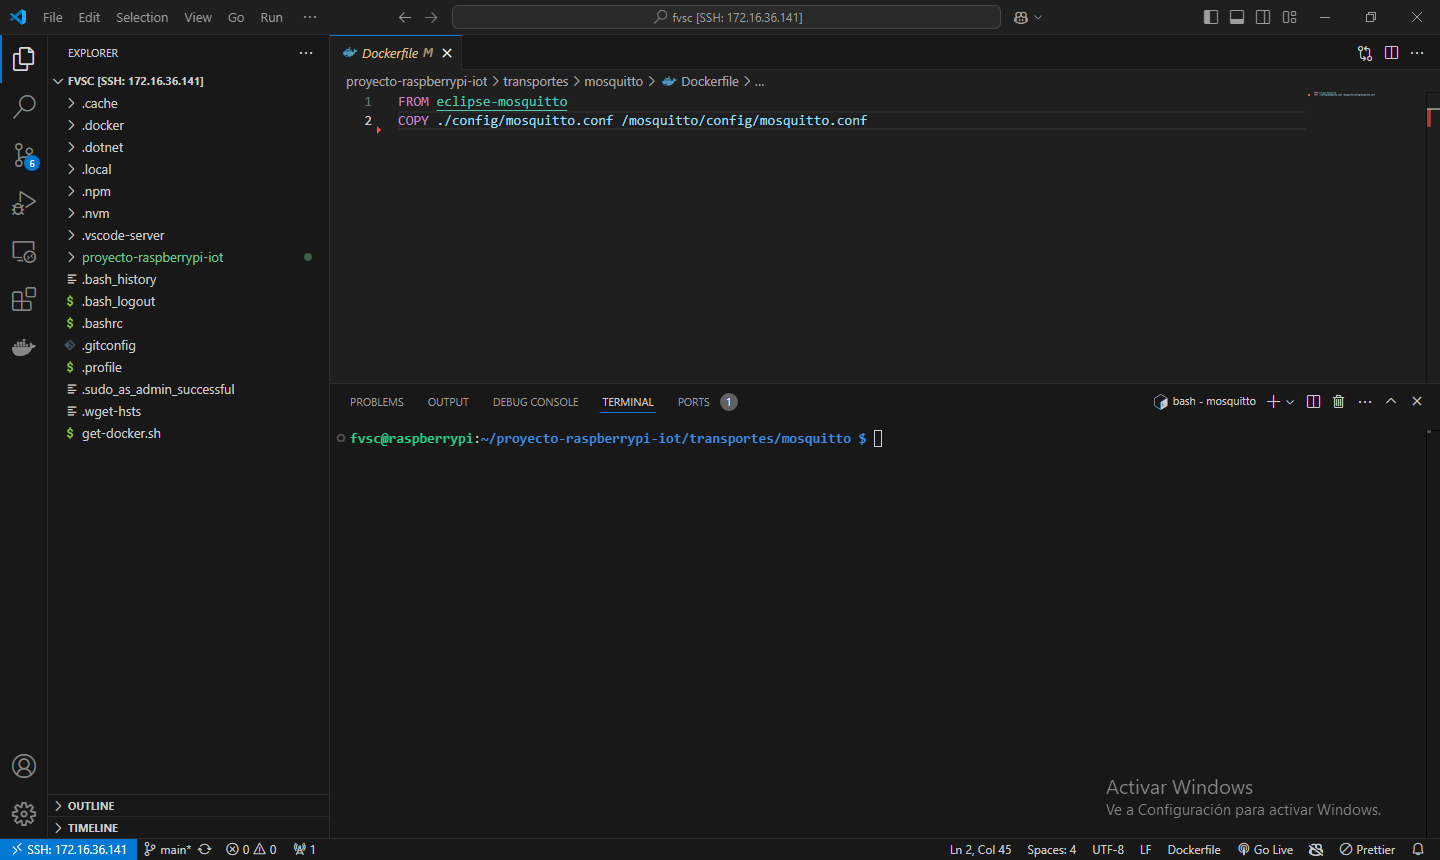 File Edit Selection View Go Run ···
fvsc [SSH: 172.16.36.141]
EXPLORER
FVSC [SSH: 172.16.36.141]
.cache
.docker
.dotnet
.local
.npm
.nvm
.vscode-server
proyecto-raspberrypi-iot
.bash_history
$ .bash_logout
$ .bashrc
.gitconfig
$ .profile
.sudo_as_admin_successful
.wget-hsts
$ get-docker.sh
OUTLINE
TIMELINE
6
Dockerfile M
proyecto-raspberrypi-iot > transportes > mosquitto > Dockerfile > ...
1 FROM eclipse-mosquitto
2 COPY ./config/mosquitto.conf /mosquitto/config/mosquitto.conf
PROBLEMS OUTPUT DEBUG CONSOLE TERMINAL PORTS 1
bash - mosquitto
fvsc@raspberrypi:~/proyecto-raspberrypi-iot/transportes/mosquitto $
Activar Windows
Ve a Configuración para activar Windows.
SSH: 172.16.36.141 main* 0 0 1 Ln 2, Col 45 Spaces: 4 UTF-8 LF Dockerfile Go Live Prettier